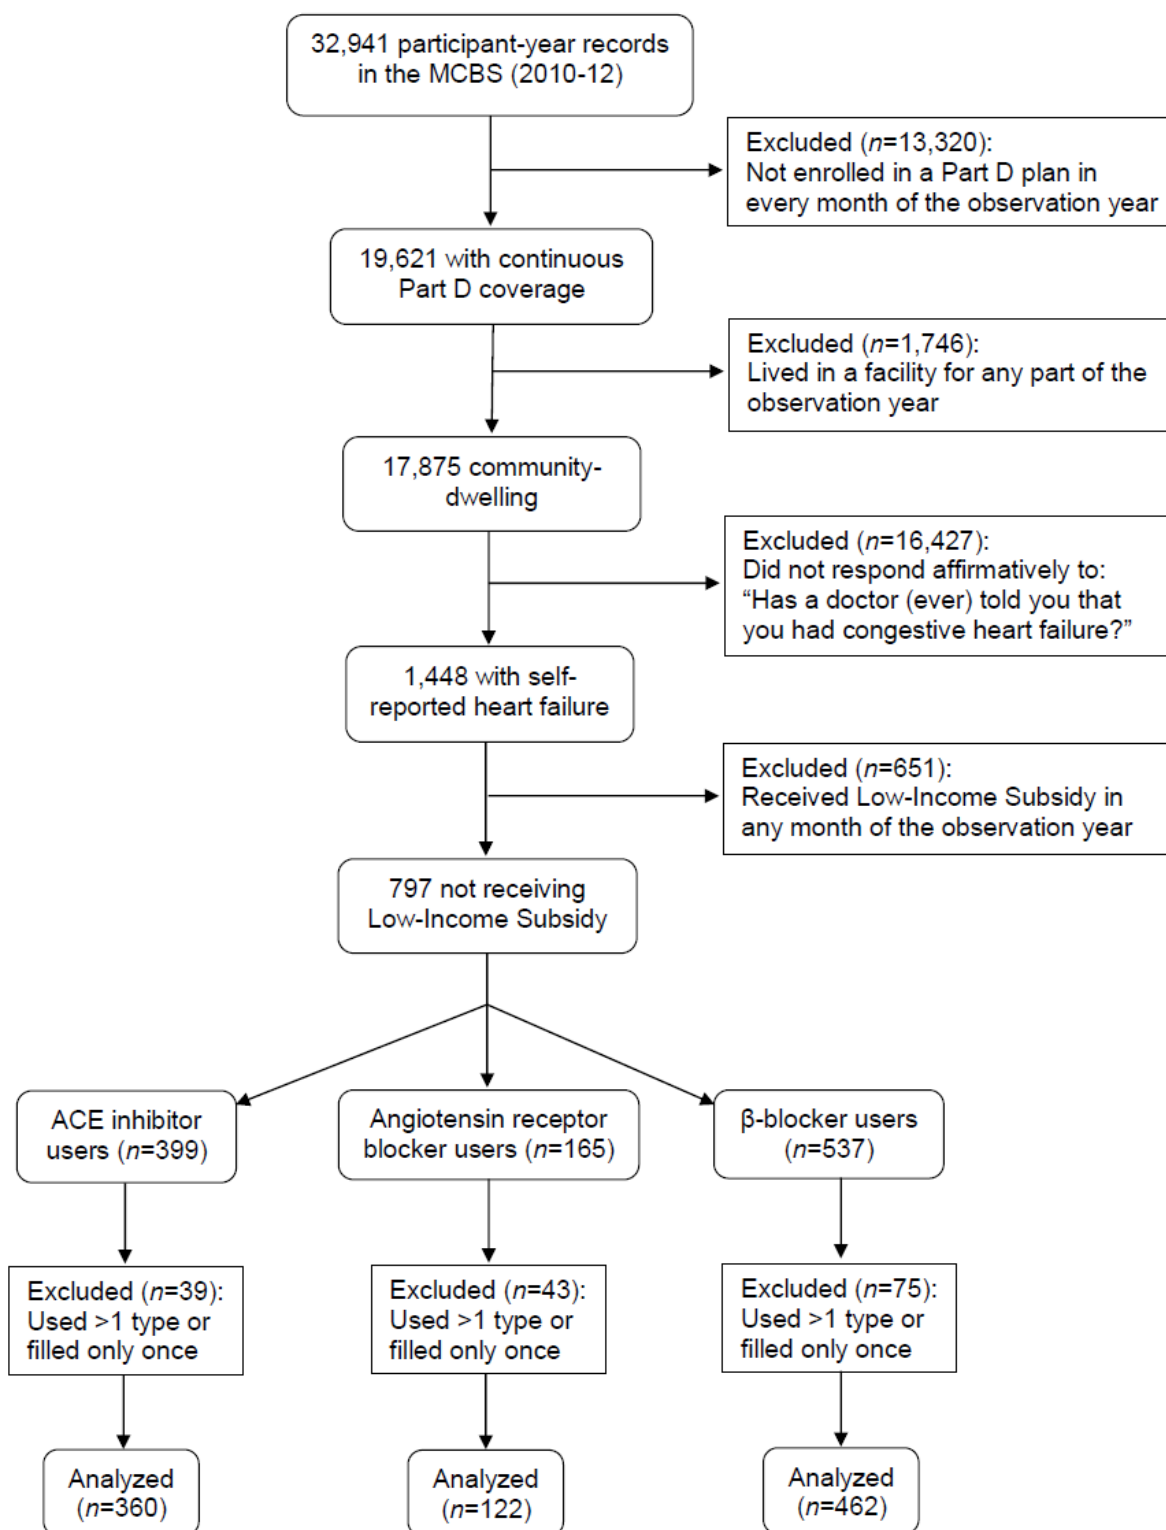 32,941 participant-year records
in the MCBS (2010-12)
Excluded (n=13,320):
Not enrolled in a Part D plan in
every month of the observation year
19,621 with continuous
Part D coverage
Excluded (n=1,746):
Lived in a facility for any part of the
observation year
17,875 community-
dwelling
Excluded (n=16,427):
Did not respond affirmatively to:
“Has a doctor (ever) told you that
you had congestive heart failure?”
1,448 with self-
reported heart failure
Excluded (n=651):
Received Low-Income Subsidy in
any month of the observation year
797 not receiving
Low-Income Subsidy
ACE inhibitor
users (n=399)
Angiotensin receptor
blocker users (n=165)
β-blocker users
(n=537)
Excluded (n=39):
Used >1 type or
filled only once
Excluded (n=43):
Used >1 type or
filled only once
Excluded (n=75):
Used >1 type or
filled only once
Analyzed
(n=360)
Analyzed
(n=122)
Analyzed
(n=462)